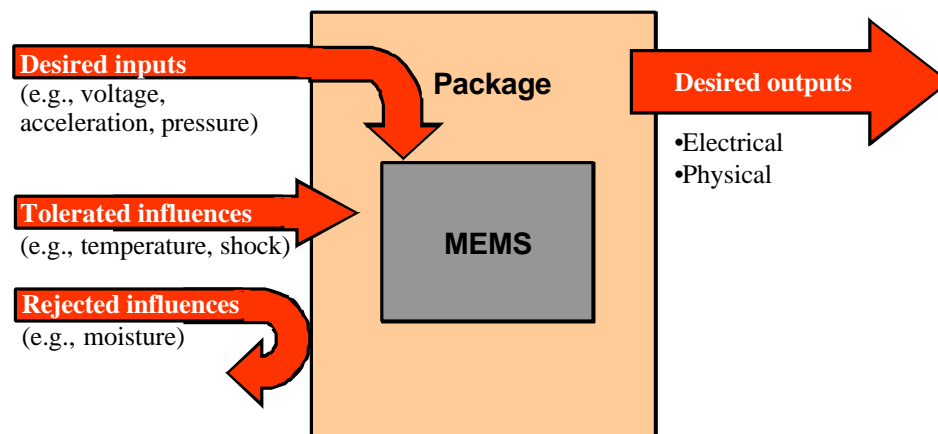 Desired inputs
(e.g., voltage,
acceleration, pressure)
Package
Desired outputs
•Electrical
•Physical
Tolerated influences
(e.g., temperature, shock)
MEMS
Rejected influences
(e.g., moisture)